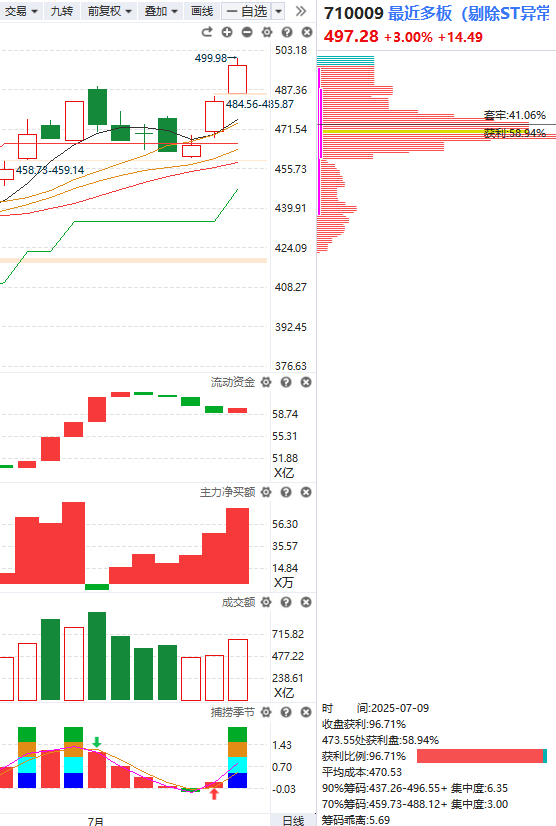 交易 九转 前复权 叠加 画线 一 自选
710009 最近多板（剔除ST异常
497.28 +3.00% +14.49
499.98→
503.18
487.36
484.56-485.87
471.54
458.73-459.14
455.73
439.91
424.09
408.27
392.45
376.63
套牢:41.06%
获利:58.94%
流动资金
58.74
55.31
51.88
X亿
主力净买额
56.30
35.57
14.84
X万
成交额
715.82
477.22
238.61
X亿
捕捞季节
1.43
0.70
-0.03
7月
日线
时 间:2025-07-09
收盘获利:96.71%
473.55处获利盘:58.94%
获利比例:96.71%
平均成本:470.53
90%筹码:437.26-496.55+ 集中度:6.35
70%筹码:459.73-488.12+ 集中度:3.00
筹码乖离:5.69